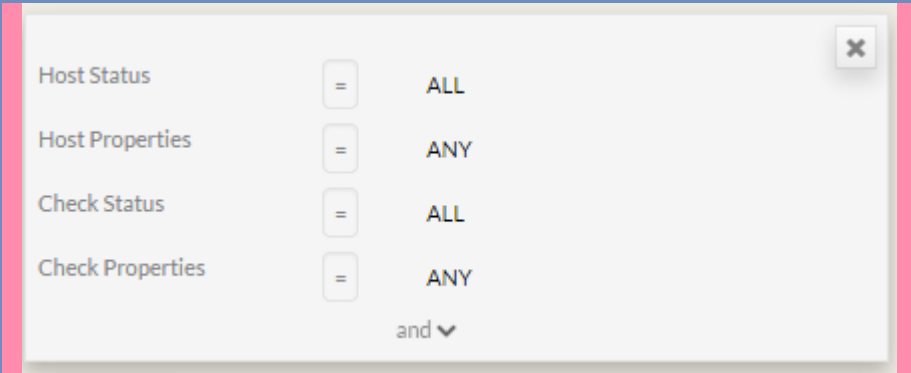 Host Status = ALL
Host Properties = ANY
Check Status = ALL
Check Properties = ANY
and